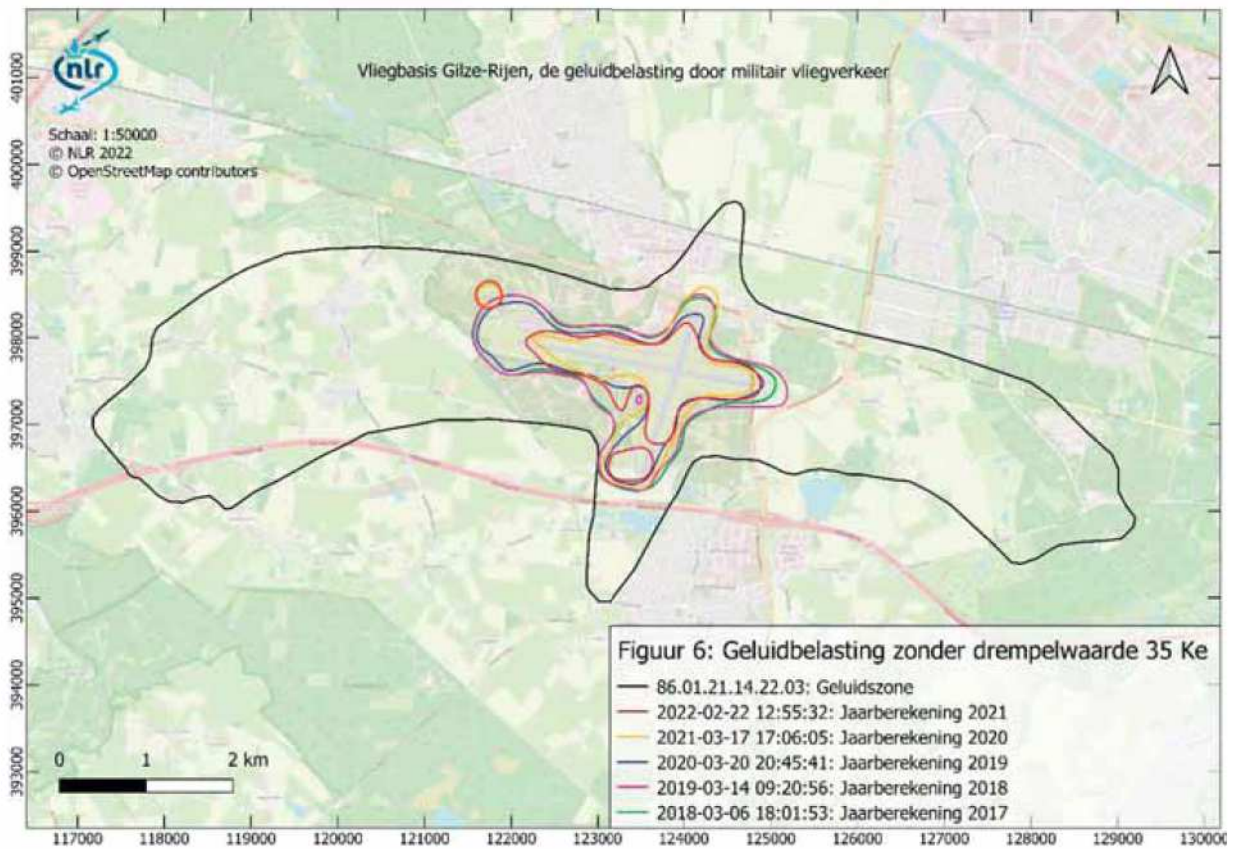 nlr
Vliegbasis Gilze-Rijen, de geluidbelasting door militair vliegverkeer
Schaal: 1:50000
© NLR 2022
© OpenStreetMap contributors
401000
400000
399000
398000
397000
396000
395000
394000
393000
Figuur 6: Geluidbelasting zonder drempelwaarde 35 Ke
86.01.21.14.22.03: Geluidszone
2022-02-22 12:55:32: Jaarberekening 2021
2021-03-17 17:06:05: Jaarberekening 2020
2020-03-20 20:45:41: Jaarberekening 2019
2019-03-14 09:20:56: Jaarberekening 2018
2018-03-06 18:01:53: Jaarberekening 2017
0 1 2 km
117000 118000 119000 120000 121000 122000 123000 124000 125000 126000 127000 128000 129000 130000